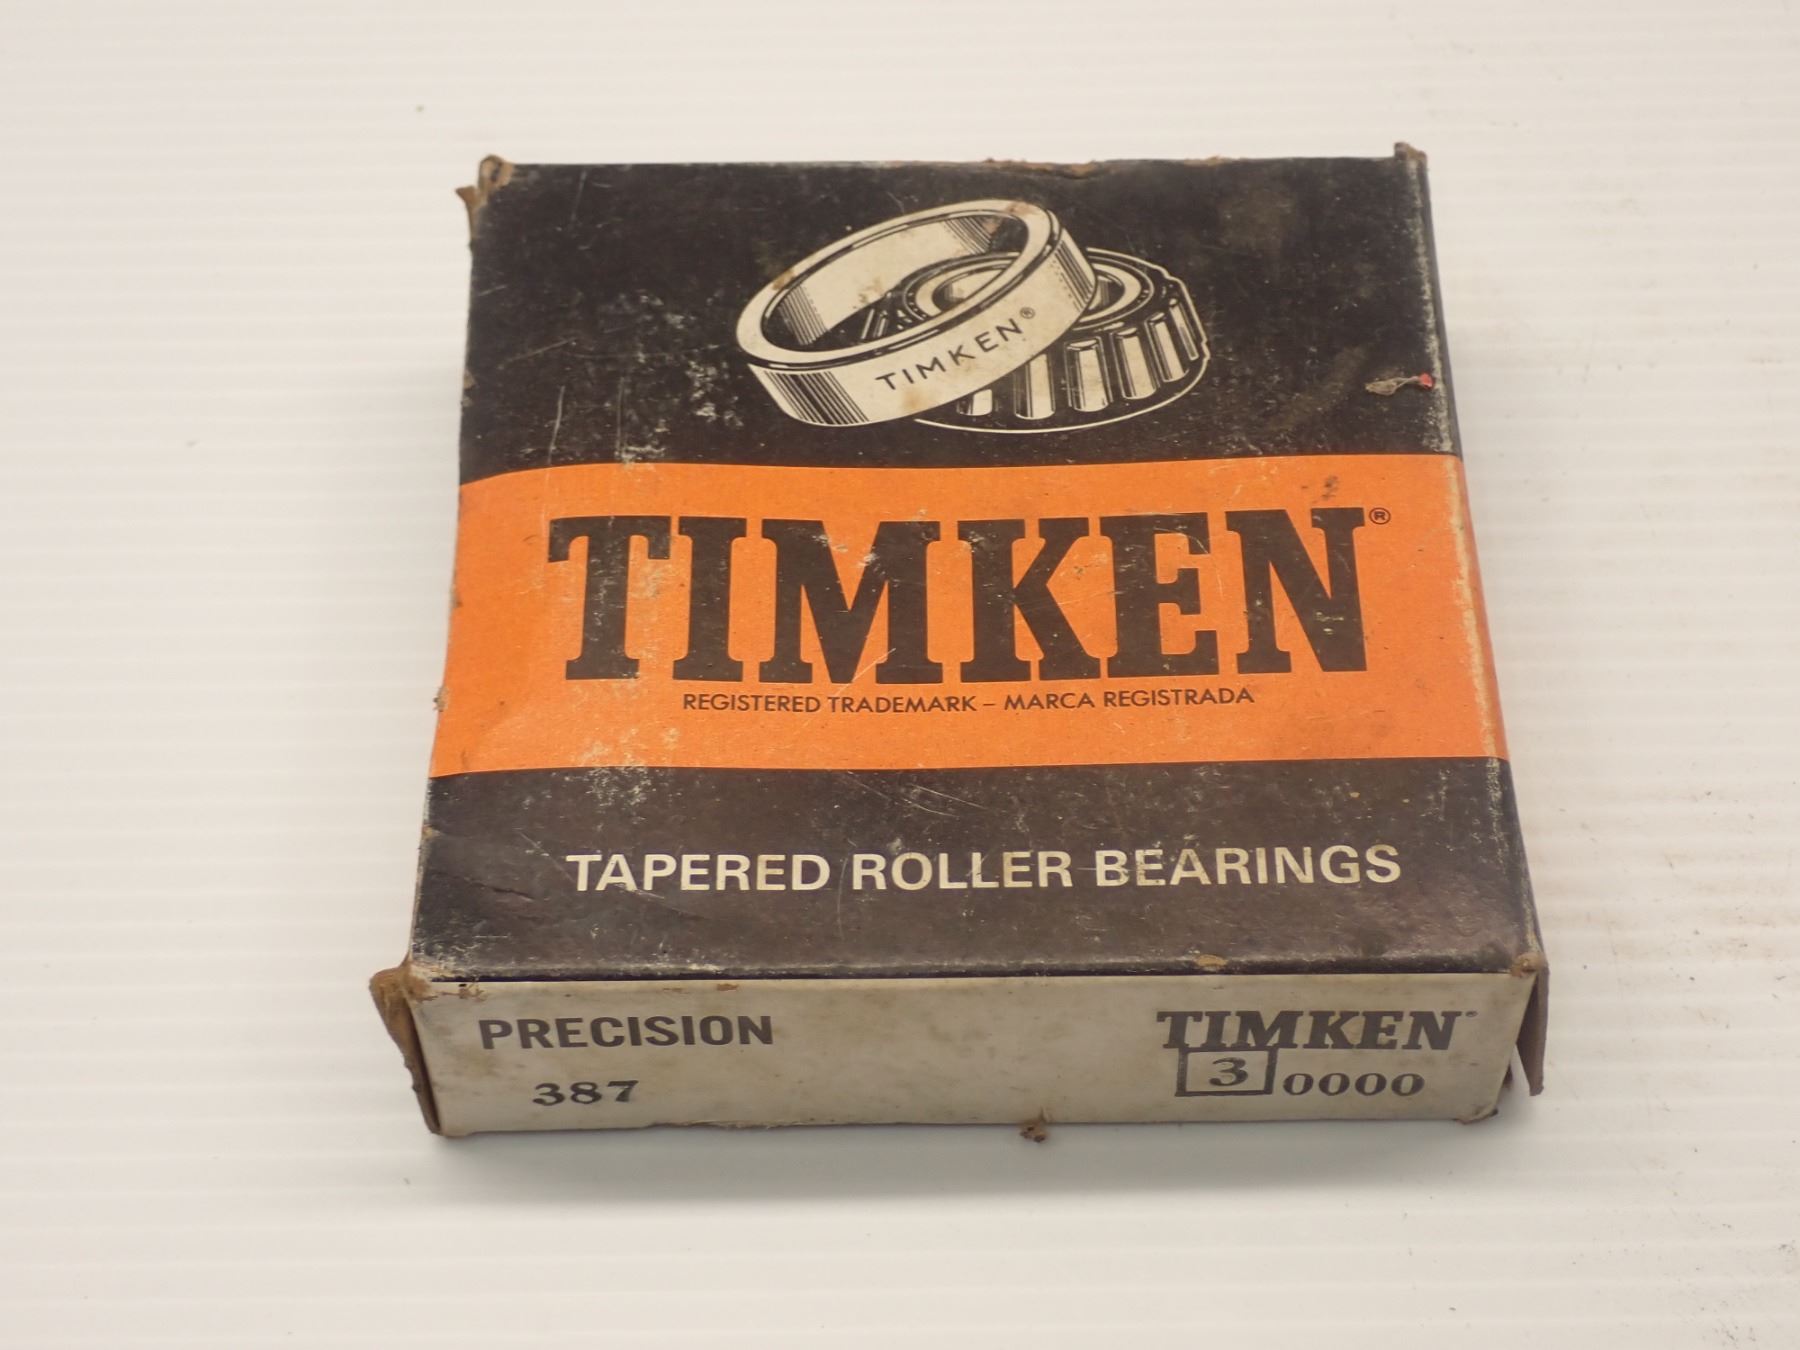 TIMKEN®
TIMKEN®
REGISTERED TRADEMARK – MARCA REGISTRADA
TAPERED ROLLER BEARINGS
PRECISION
387
TIMKEN®
3 0000